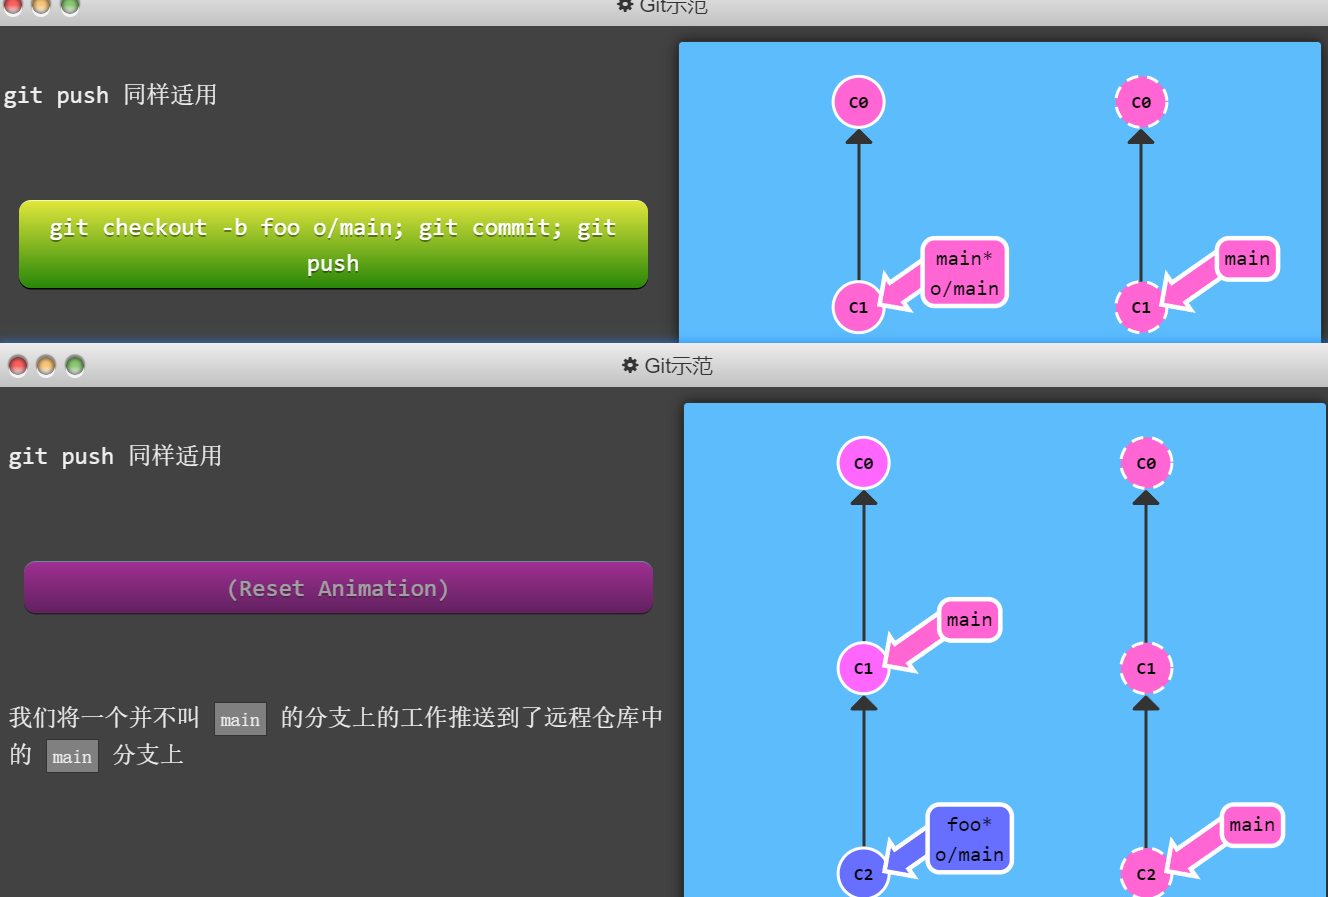 Git示范
git push 同样适用
git checkout -b foo o/main; git commit; git
push
C0
C0
main*
o/main
main
C1
C1
Git示范
git push 同样适用
(Reset Animation)
我们将一个并不叫 main 的分支上的工作推送到了远程仓库中
的 main 分支上
C0
C0
main
C1
C1
foo*
o/main
main
C2
C2